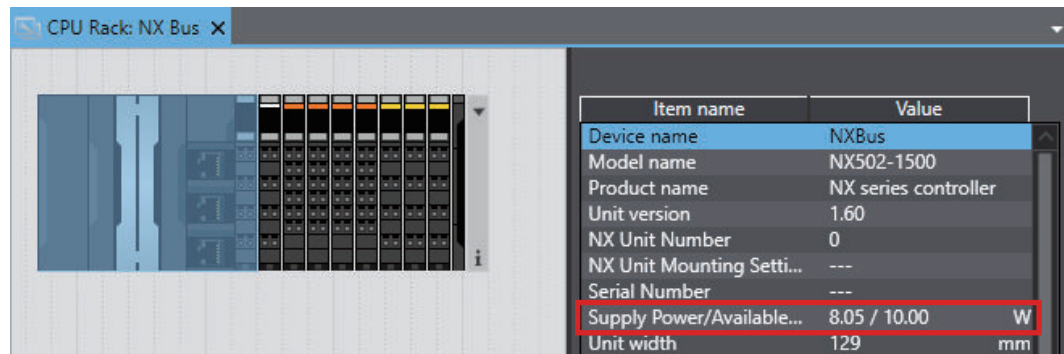 CPU Rack: NX Bus X
Item name Value
Device name NXBus
Model name NX502-1500
Product name NX series controller
Unit version 1.60
NX Unit Number 0
NX Unit Mounting Setti... ---
Serial Number ---
Supply Power/Available... 8.05 / 10.00 W
Unit width 129 mm
i